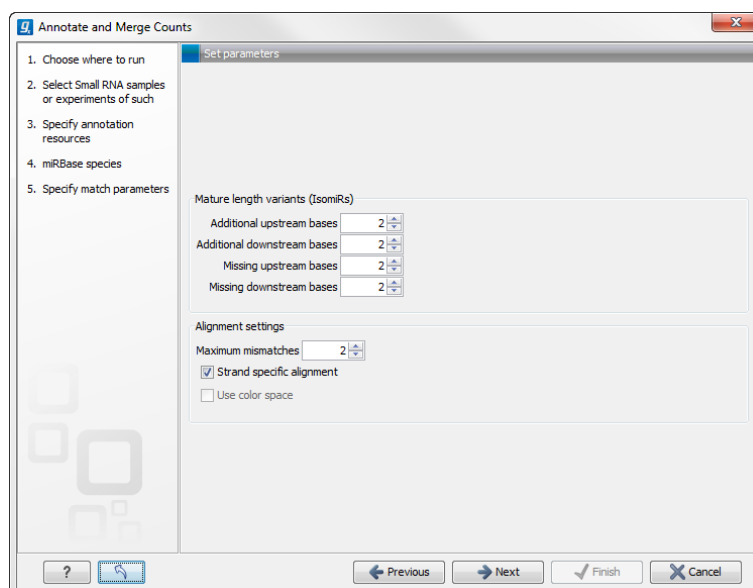 Annotate and Merge Counts
1. Choose where to run
2. Select Small RNA samples
or experiments of such
3. Specify annotation
resources
4. miRBase species
5. Specify match parameters
Set parameters
Mature length variants (IsomiRs)
Additional upstream bases 2
Additional downstream bases 2
Missing upstream bases 2
Missing downstream bases 2
Alignment settings
Maximum mismatches 2
Strand specific alignment
Use color space
? Previous Next Finish Cancel